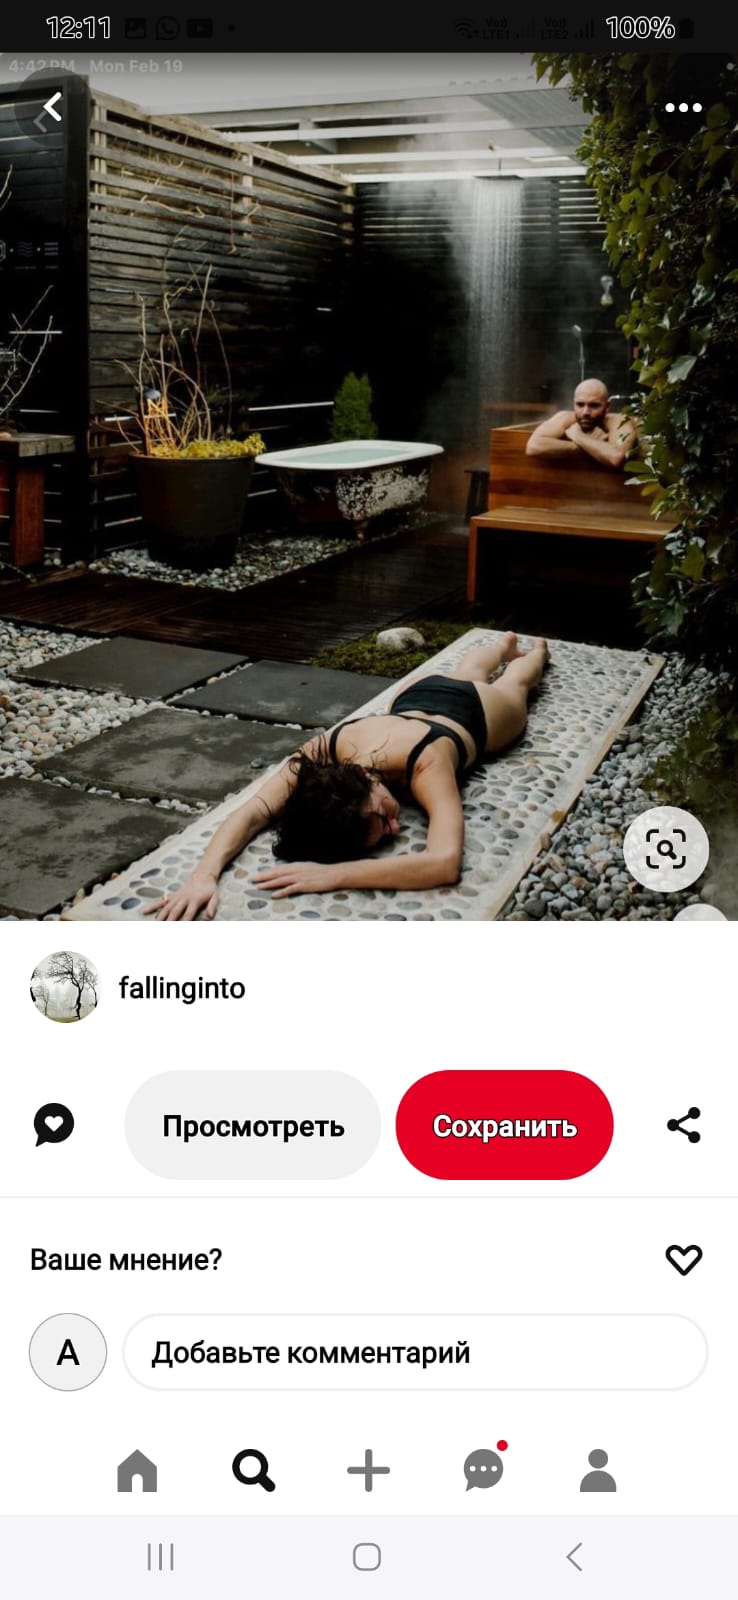 12:11
Vo)) LTE1
Vo)) LTE2
100%
4:42 PM Mon Feb 19
fallinginto
Просмотреть
Сохранить
Ваше мнение?
A
Добавьте комментарий